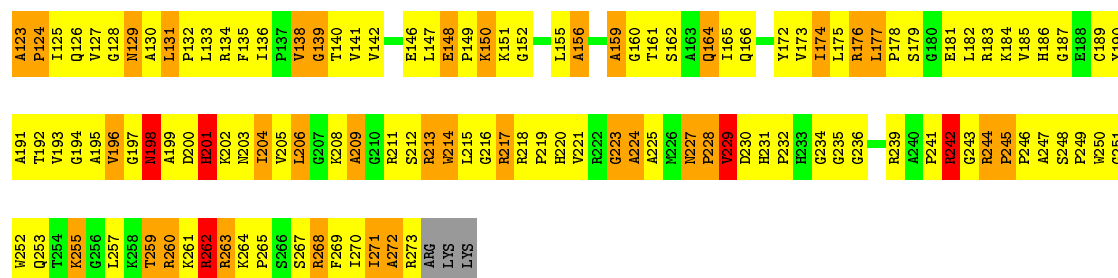 A123 P124 I125 Q126 V127 G128 N129 A130 L131 P132 L133 R134 F135 I136 P137 V138 G139 T140 V141 V142 E146 L147 E148 P149 K150 K151 G152 L155 A156 A159 G160 T161 S162 A163 Q164 I165 Q166 Y172 V173 I174 L175 R176 L177 P178 S179 G180 E181 L182 R183 K184 V185 H186 G187 E188 C189 Y190
A191 T192 V193 G194 A195 V196 G197 N198 A199 D200 H201 K202 N203 I204 V205 L206 G207 K208 A209 G210 R211 S212 R213 W214 L215 G216 R217 R218 P219 H220 V221 R222 G223 A224 A225 M226 N227 P228 V229 D230 H231 P232 H233 G234 G235 G236 R239 A240 P241 R242 G243 R244 P245 P246 A247 S248 P249 W250 G251
W252 Q253 T254 K255 G256 L257 K258 T259 R260 K261 R262 R263 K264 P265 S266 S267 R268 F269 I270 I271 A272 R273 ARG LYS LYS